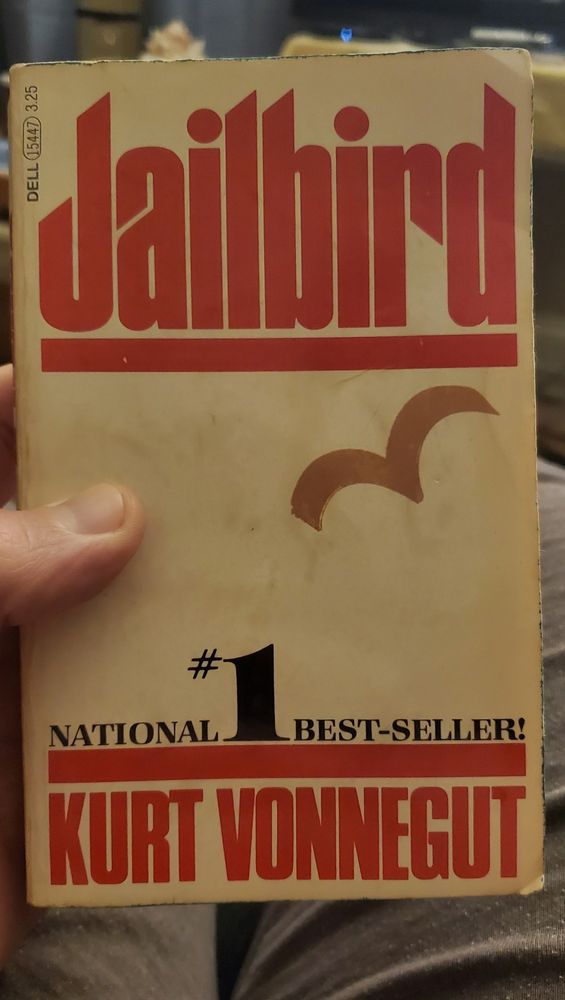 DELL 15447 3.25
Jailbird
#1
NATIONAL BEST-SELLER!
KURT VONNEGUT